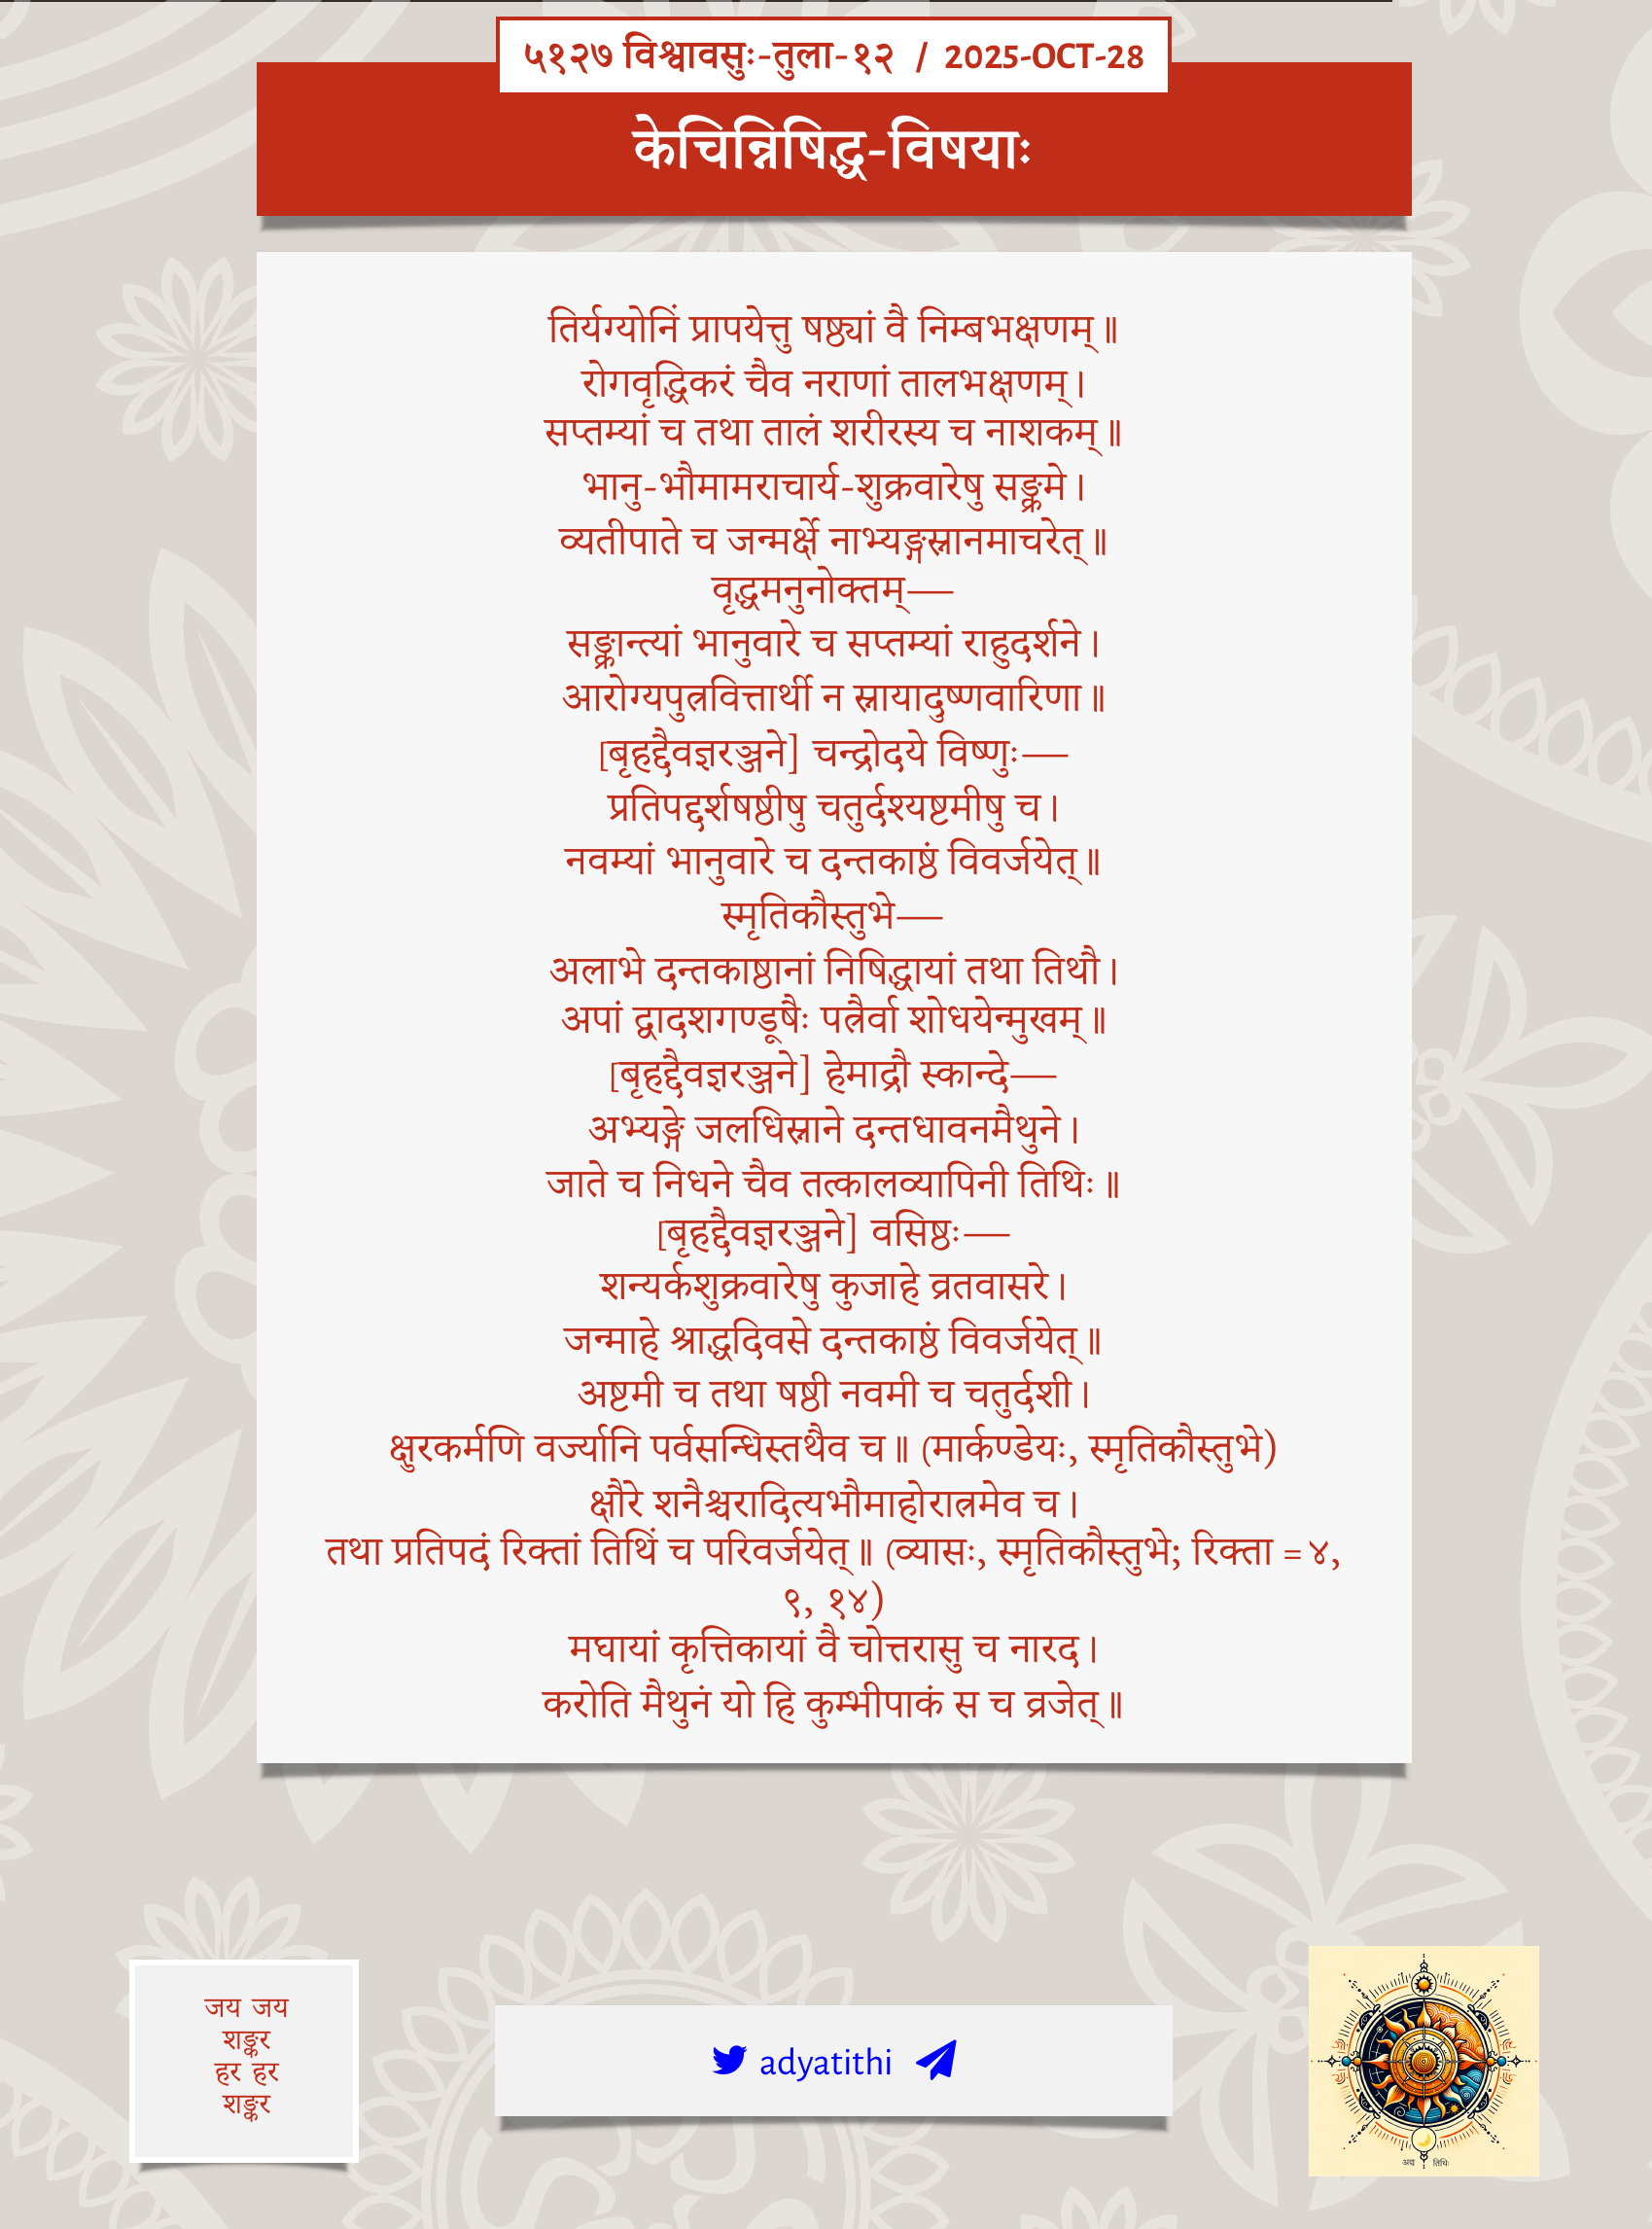 ५१२७ विश्वावसुः-तुला-१२ / 2025-OCT-28
केचिन्निषिद्ध-विषयाः
तिर्यग्योनिं प्रापयेत्तु षष्ठ्यां वै निम्बभक्षणम्॥
रोगवृद्धिकरं चैव नराणां तालभक्षणम्।
सप्तम्यां च तथा तालं शरीरस्य च नाशकम्॥
भानु-भौमामराचार्य-शुक्रवारेषु सङ्क्रमे।
व्यतीपाते च जन्मर्क्षे नाभ्यङ्गस्नानमाचरेत्॥
वृद्धमनुनोक्तम्—
सङ्क्रान्त्यां भानुवारे च सप्तम्यां राहुदर्शने।
आरोग्यपुत्रवित्तार्थी न स्नायादुष्णवारिणा॥
[बृहद्दैवज्ञरञ्जने] चन्द्रोदये विष्णुः—
प्रतिपद्दर्शषष्ठीषु चतुर्दश्यष्टमीषु च।
नवम्यां भानुवारे च दन्तकाष्ठं विवर्जयेत्॥
स्मृतिकौस्तुभे—
अलाभे दन्तकाष्ठानां निषिद्धायां तथा तिथौ।
अपां द्वादशगण्डूषैः पत्रैर्वा शोधयेन्मुखम्॥
[बृहद्दैवज्ञरञ्जने] हेमाद्रौ स्कान्दे—
अभ्यङ्गे जलधिस्नाने दन्तधावनमैथुने।
जाते च निधने चैव तत्कालव्यापिनी तिथिः॥
[बृहद्दैवज्ञरञ्जने] वसिष्ठः—
शन्यर्कशुक्रवारेषु कुजाहे व्रतवासरे।
जन्माहे श्राद्धदिवसे दन्तकाष्ठं विवर्जयेत्॥
अष्टमी च तथा षष्ठी नवमी च चतुर्दशी।
क्षुरकर्मणि वर्ज्यानि पर्वसन्धिस्तथैव च॥ (मार्कण्डेयः, स्मृतिकौस्तुभे)
क्षौरे शनैश्चरादित्यभौमाहोरात्रमेव च।
तथा प्रतिपदं रिक्तां तिथिं च परिवर्जयेत्॥ (व्यासः, स्मृतिकौस्तुभे; रिक्ता = ४,
९, १४)
मघायां कृत्तिकायां वै चोत्तरासु च नारद।
करोति मैथुनं यो हि कुम्भीपाकं स च व्रजेत्॥
जय जय
शङ्कर
हर हर
शङ्कर
adyatithi
अद्य तिथिः